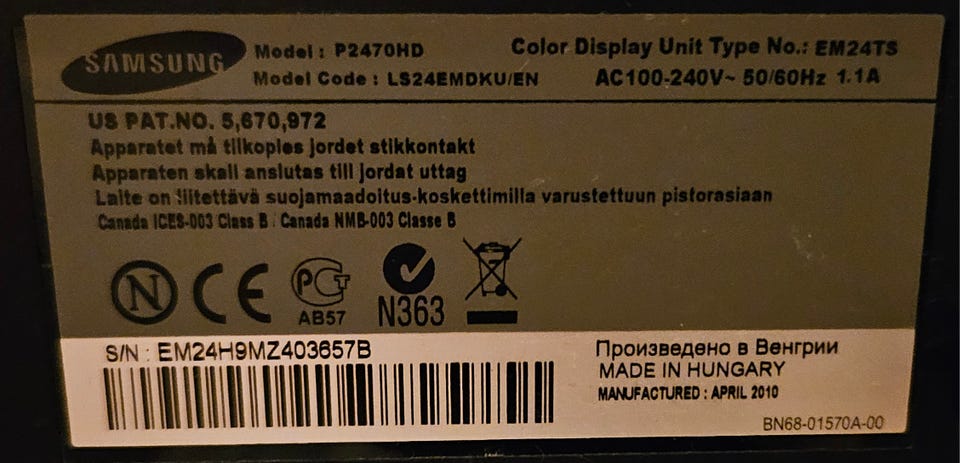 SAMSUNG
Model : P2470HD
Model Code : LS24EMDKU/EN
Color Display Unit Type No.: EM24TS
AC100-240V~ 50/60Hz 1.1A
US PAT.NO. 5,670,972
Apparatet må tilkoples jordet stikkontakt
Apparaten skall anslutas till jordat uttag
Laite on liitettävä suojamaadoitus-koskettimilla varustettuun pistorasiaan
Canada ICES-003 Class B / Canada NMB-003 Classe B
N CE РСТ
АВ57 N363
S/N : EM24H9MZ403657B
Произведено в Венгрии
MADE IN HUNGARY
MANUFACTURED : APRIL 2010
BN68-01570A-00